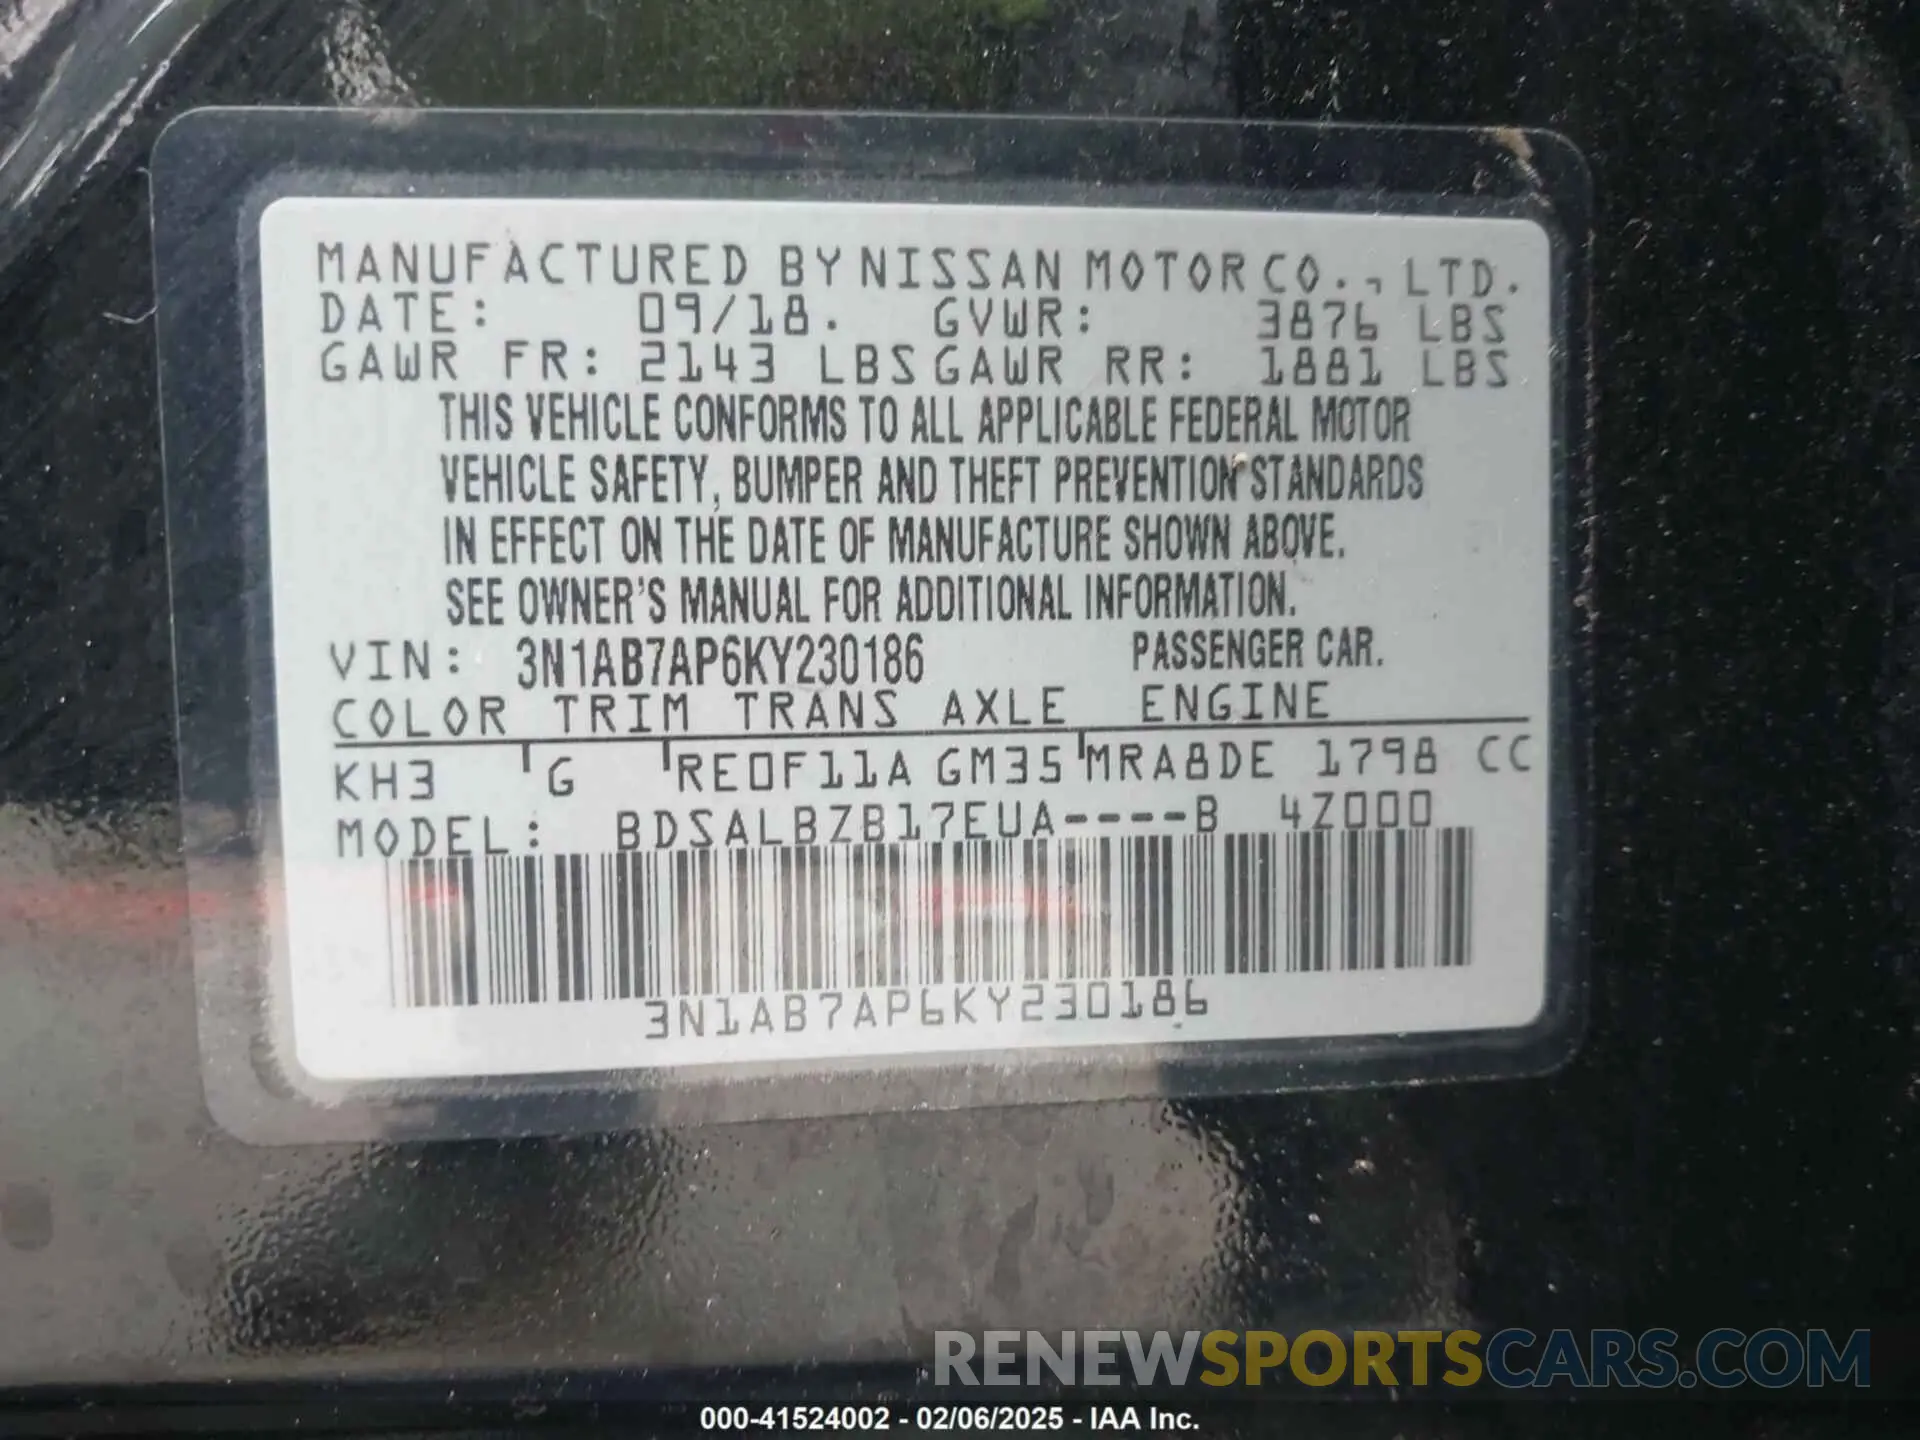 MANUFACTURED BY NISSAN MOTOR CO., LTD.
DATE: 09/18. GVWR: 3876 LBS
GAWR FR: 2143 LBS GAWR RR: 1881 LBS
THIS VEHICLE CONFORMS TO ALL APPLICABLE FEDERAL MOTOR
VEHICLE SAFETY, BUMPER AND THEFT PREVENTION STANDARDS
IN EFFECT ON THE DATE OF MANUFACTURE SHOWN ABOVE.
SEE OWNER'S MANUAL FOR ADDITIONAL INFORMATION.
VIN: 3N1AB7AP6KY230186 PASSENGER CAR.
COLOR TRIM TRANS AXLE ENGINE
KH3 G RE0F11A GM35 MRA8DE 1798 CC
MODEL: BDSALBZB17EUA----B 4Z000
3N1AB7AP6KY230186
RENEWSPORTSCARS.COM
000-41524002 - 02/06/2025 - IAA Inc.